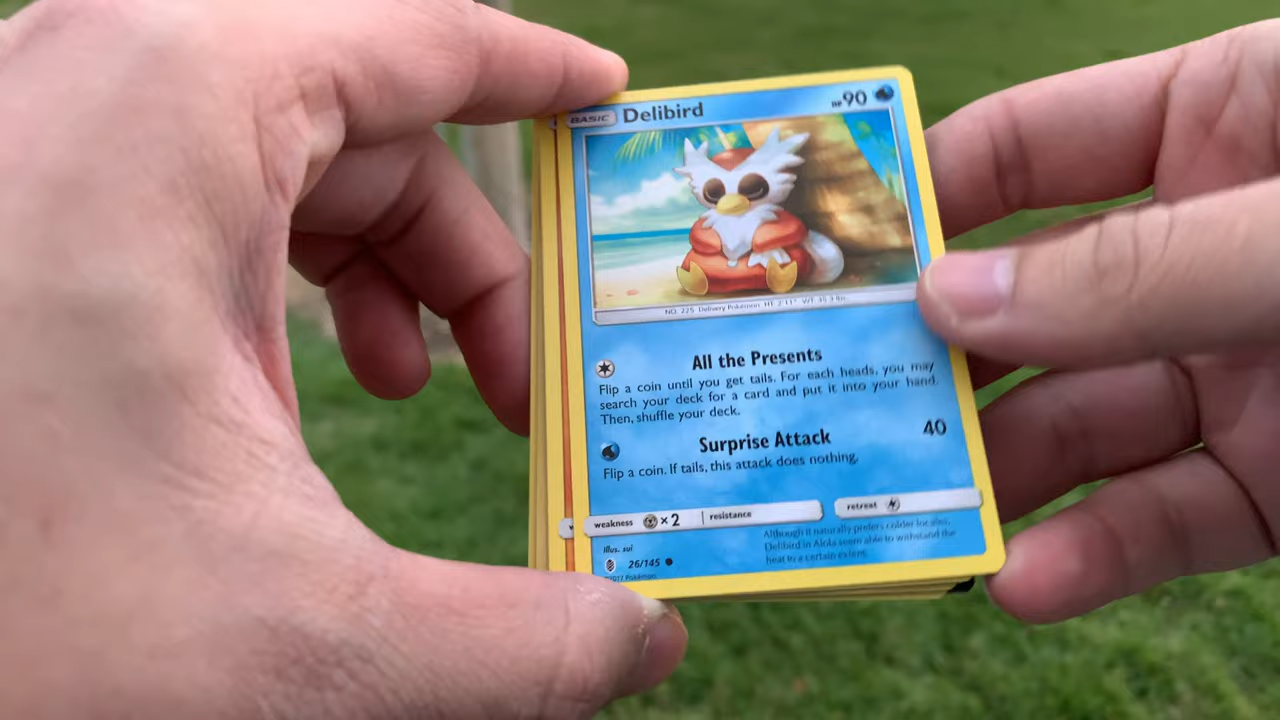 BASIC Delibird HP90
NO. 225 Delivery Pokémon HT: 2'11" WT: 35.3 lbs.
All the Presents
Flip a coin until you get tails. For each heads, you may
search your deck for a card and put it into your hand.
Then, shuffle your deck.
Surprise Attack 40
Flip a coin. If tails, this attack does nothing.
weakness ×2 resistance retreat
Although it naturally prefers colder locales,
Delibird in Alola seem able to withstand the
heat to a certain extent.
Illus. sui
26/145
©2017 Pokémon